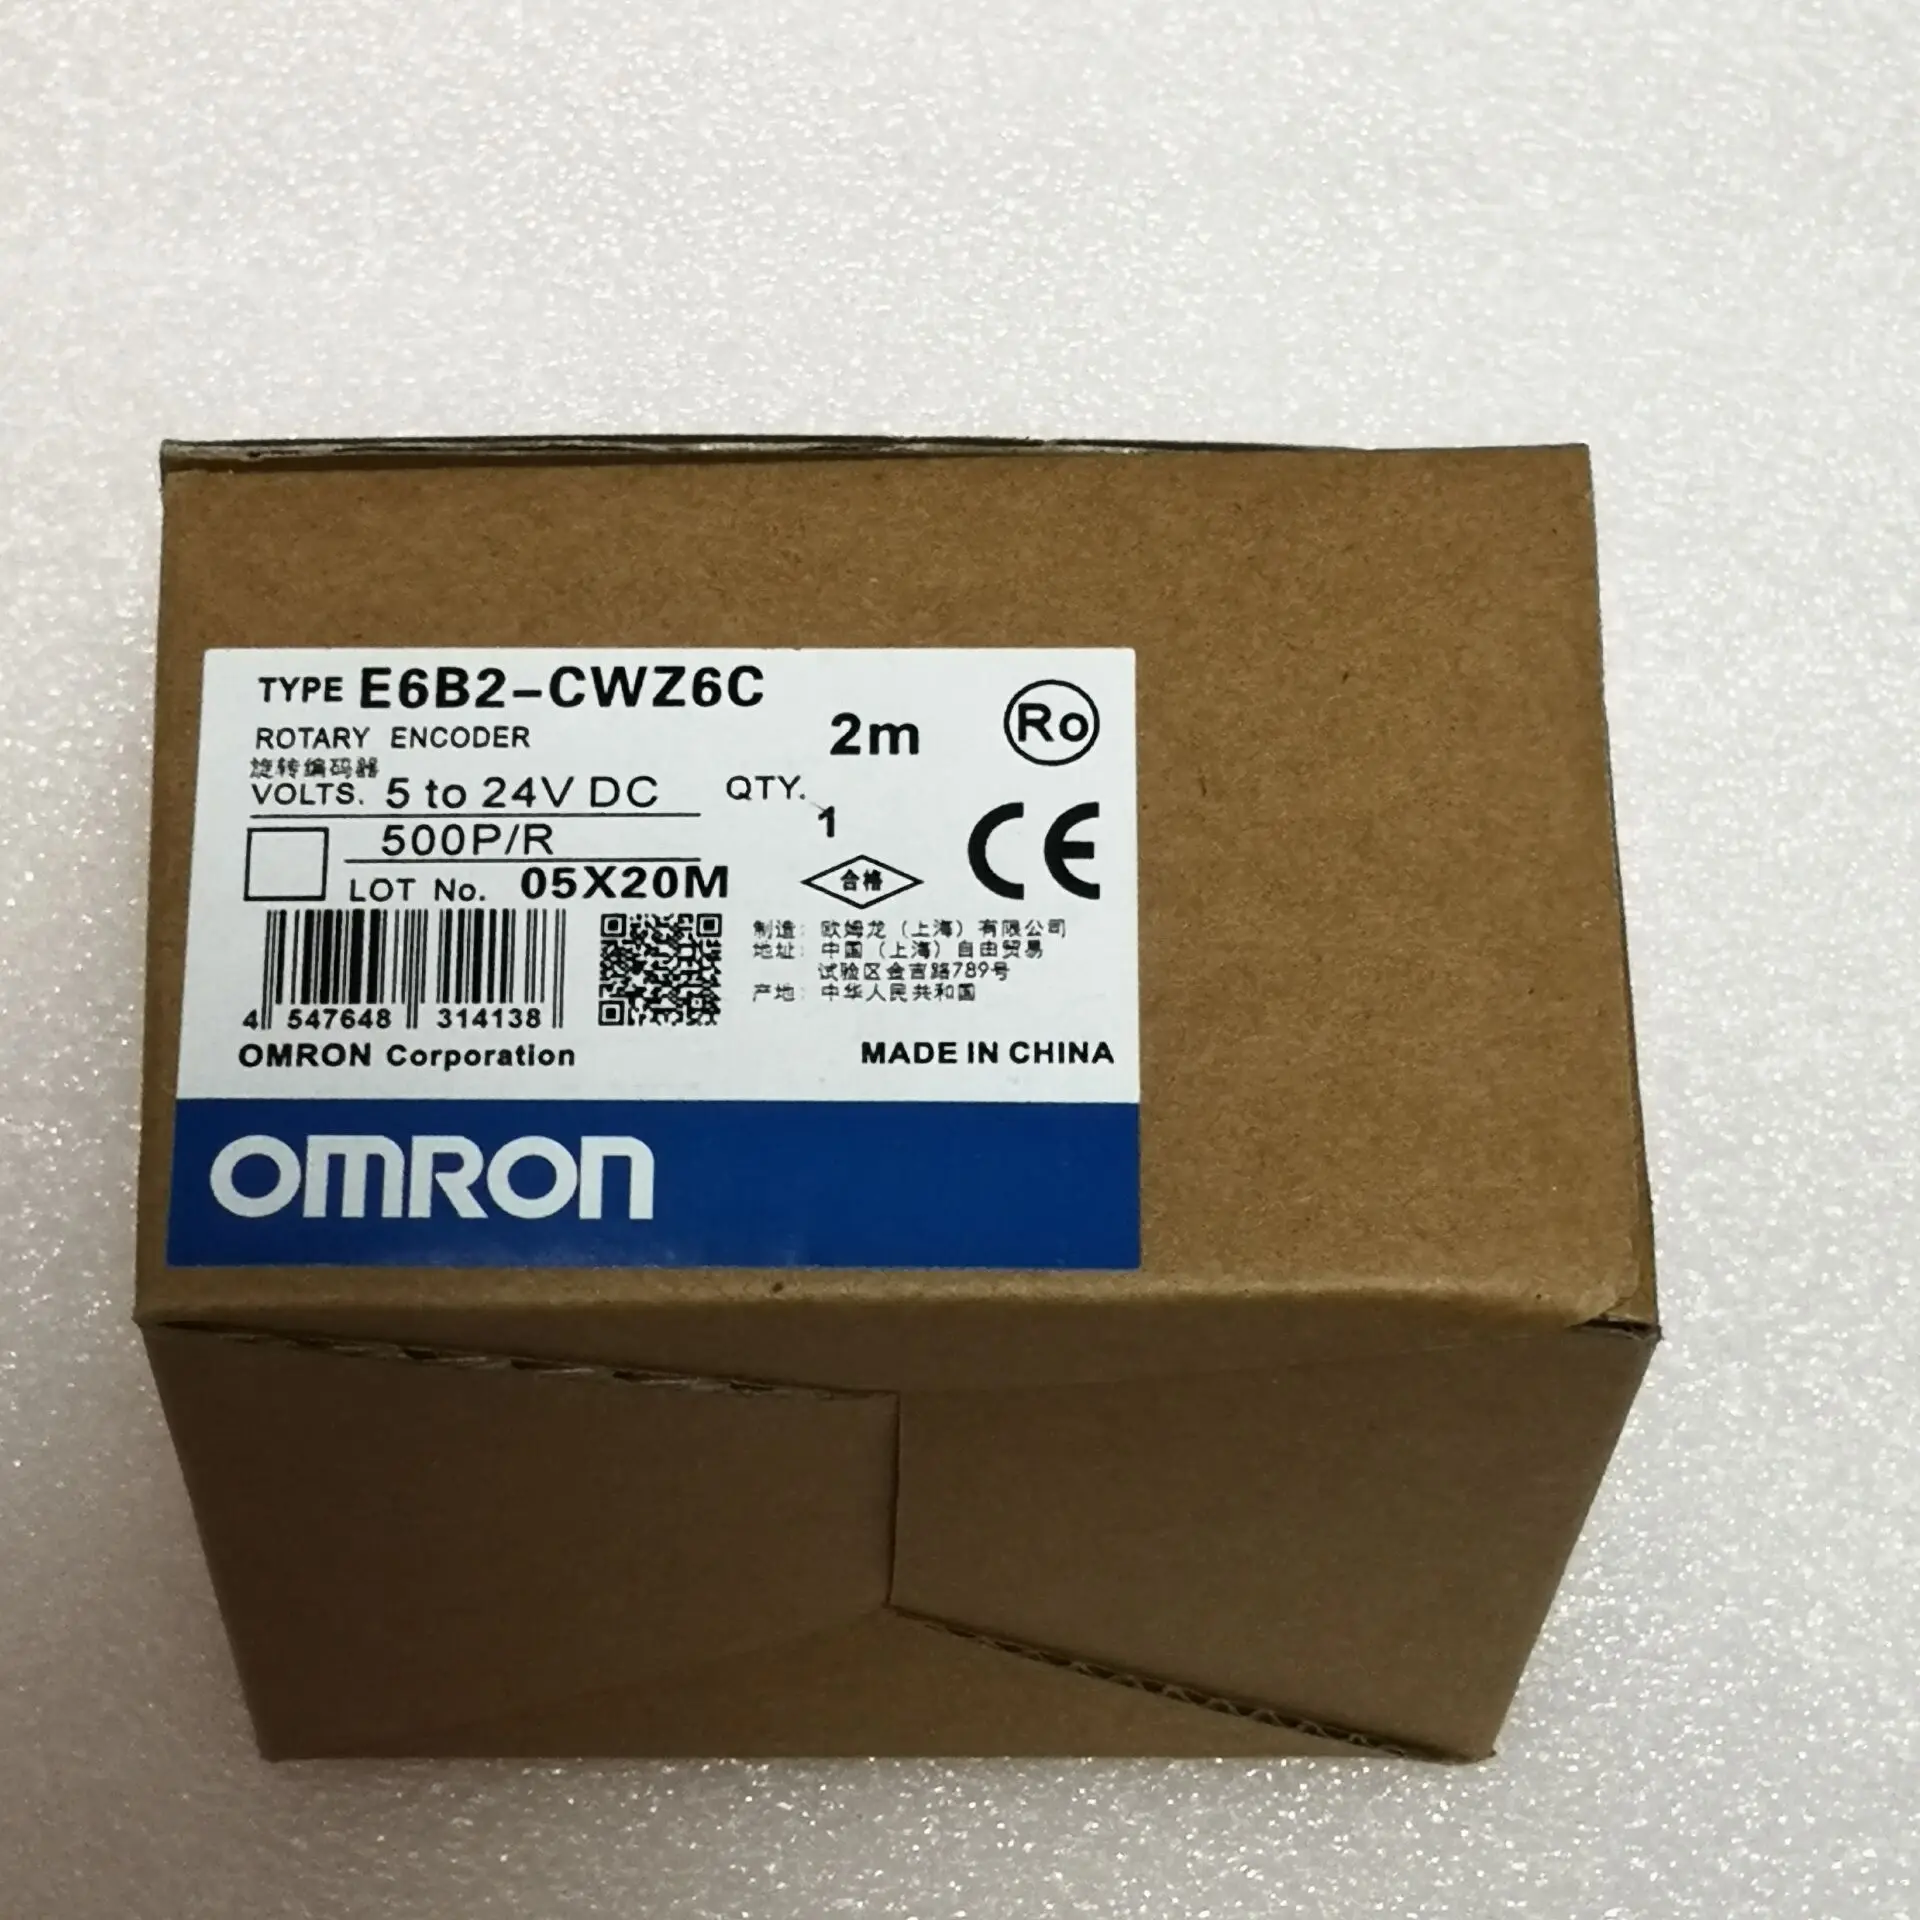 TYPE E6B2-CWZ6C
2m
Ro
ROTARY ENCODER
旋转编码器
VOLTS. 5 to 24V DC
QTY.
1
CE
500P/R
LOT No. 05X20M
合格
4 547648 314138
制造: 欧姆龙（上海）有限公司
地址: 中国（上海）自由贸易
试验区金吉路789号
产地: 中华人民共和国
OMRON Corporation
MADE IN CHINA
OMRON